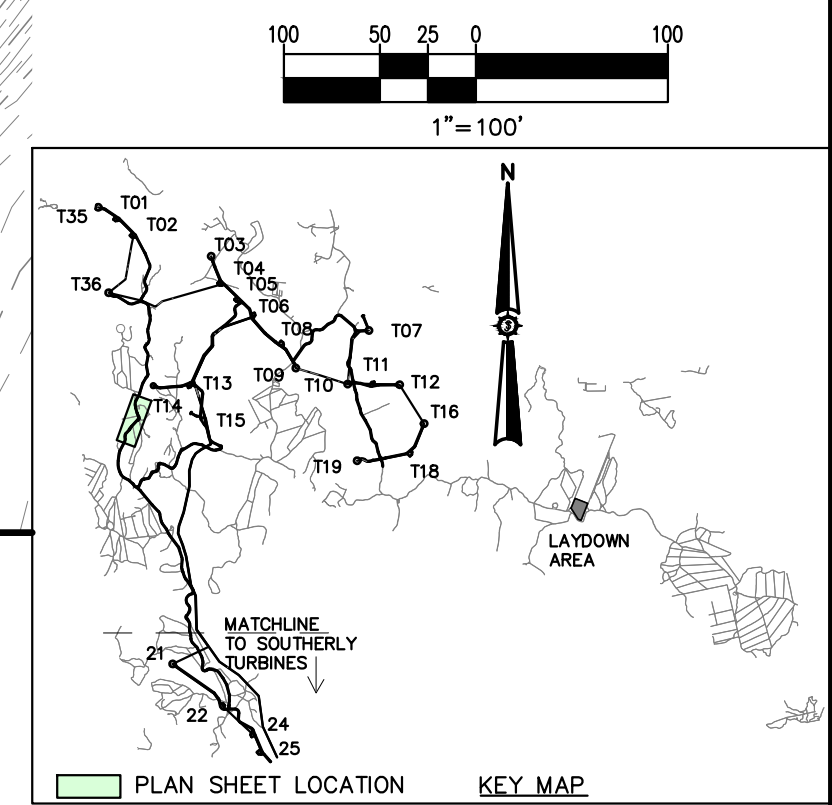 100 50 25 0 100
1"=100'
N
T01
T35
T02
T03
T04
T36
T05
T06
T08
T07
T09
T10
T11
T12
T13
T14
T15
T16
T19
T18
LAYDOWN
AREA
MATCHLINE
TO SOUTHERLY
TURBINES
21
22
24
25
PLAN SHEET LOCATION
KEY MAP